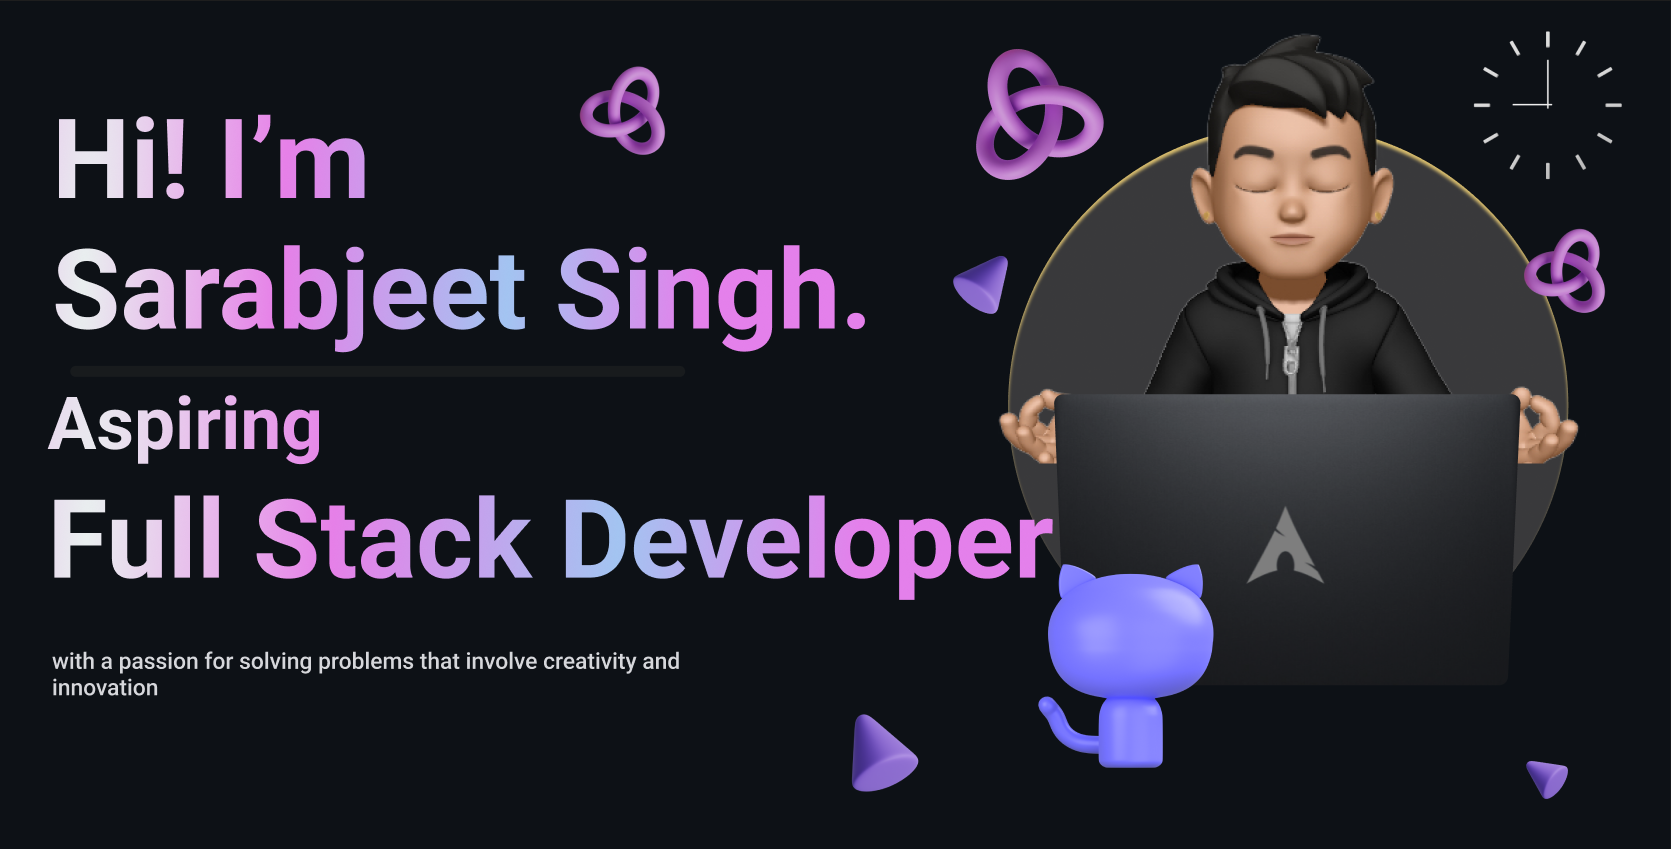 Hi! I’m
Sarabjeet Singh.
Aspiring
Full Stack Developer
with a passion for solving problems that involve creativity and
innovation